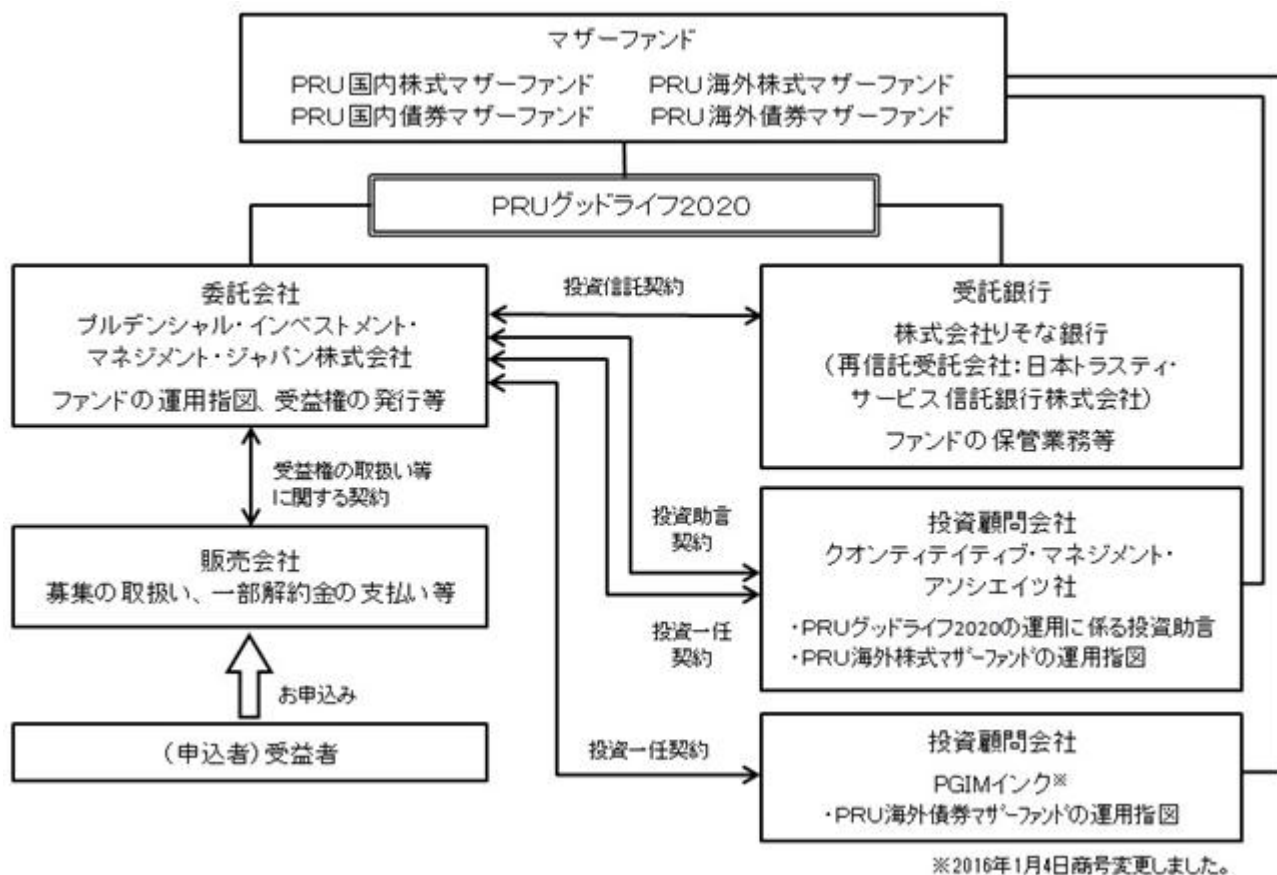 マザーファンド
PRU国内株式マザーファンド PRU海外株式マザーファンド
PRU国内債券マザーファンド PRU海外債券マザーファンド
PRUグッドライフ2020
委託会社
プルデンシャル・インベストメント・
マネジメント・ジャパン株式会社
ファンドの運用指図、受益権の発行等
投資信託契約
受託銀行
株式会社りそな銀行
(再信託受託会社:日本トラスティ・
サービス信託銀行株式会社)
ファンドの保管業務等
受益権の取扱い等
に関する契約
販売会社
募集の取扱い、一部解約金の支払い等
お申込み
(申込者)受益者
投資助言
契約
投資一任
契約
投資顧問会社
クオンティテイティブ・マネジメント・
アソシエイツ社
・PRUグッドライフ2020の運用に係る投資助言
・PRU海外株式マザーファンドの運用指図
投資一任契約
投資顧問会社
PGIMインク※
・PRU海外債券マザーファンドの運用指図
※2016年1月4日商号変更しました。